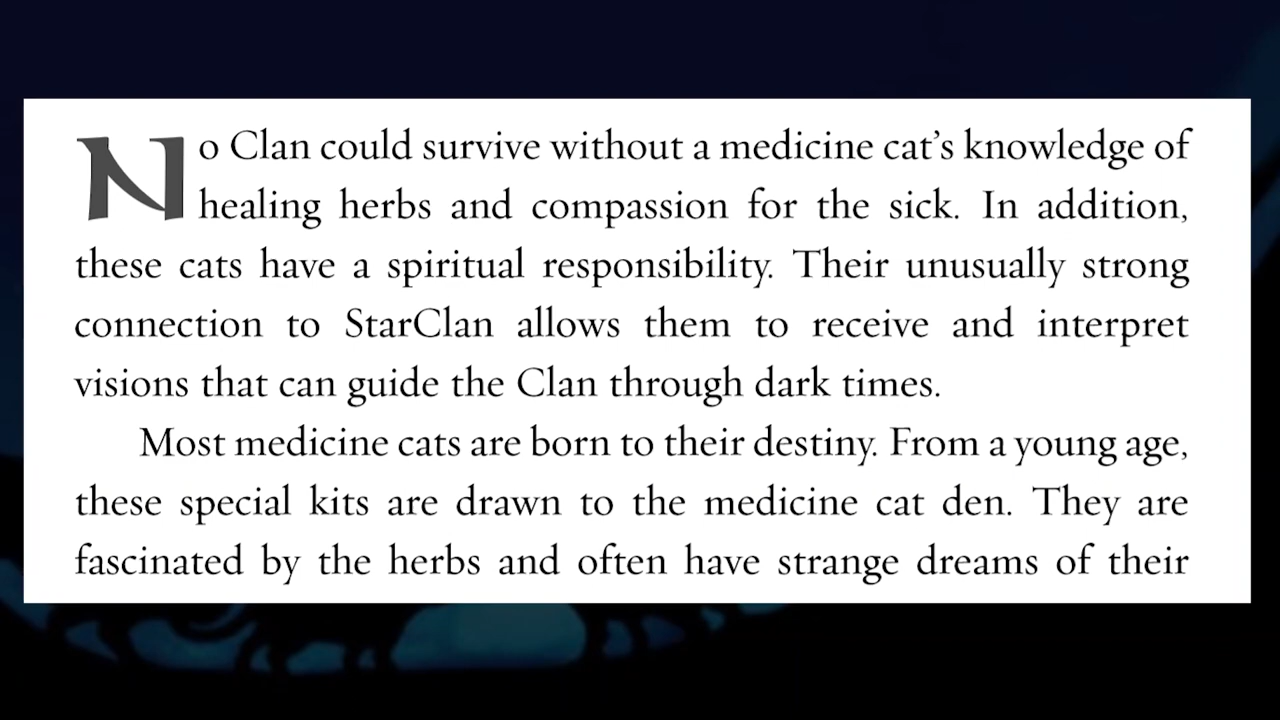 No Clan could survive without a medicine cat’s knowledge of
healing herbs and compassion for the sick. In addition,
these cats have a spiritual responsibility. Their unusually strong
connection to StarClan allows them to receive and interpret
visions that can guide the Clan through dark times.
Most medicine cats are born to their destiny. From a young age,
these special kits are drawn to the medicine cat den. They are
fascinated by the herbs and often have strange dreams of their